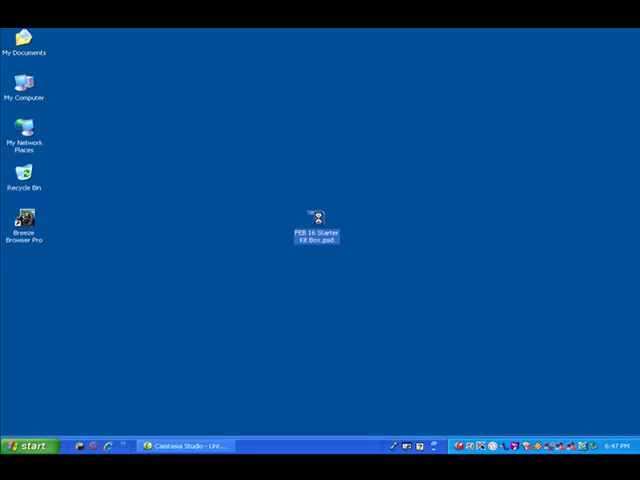 My Documents
My Computer
My Network
Places
Recycle Bin
Breeze
Browser Pro
FEB 16 Starter
Kit Box.psd
start
Camtasia Studio - Unt...
6:47 PM